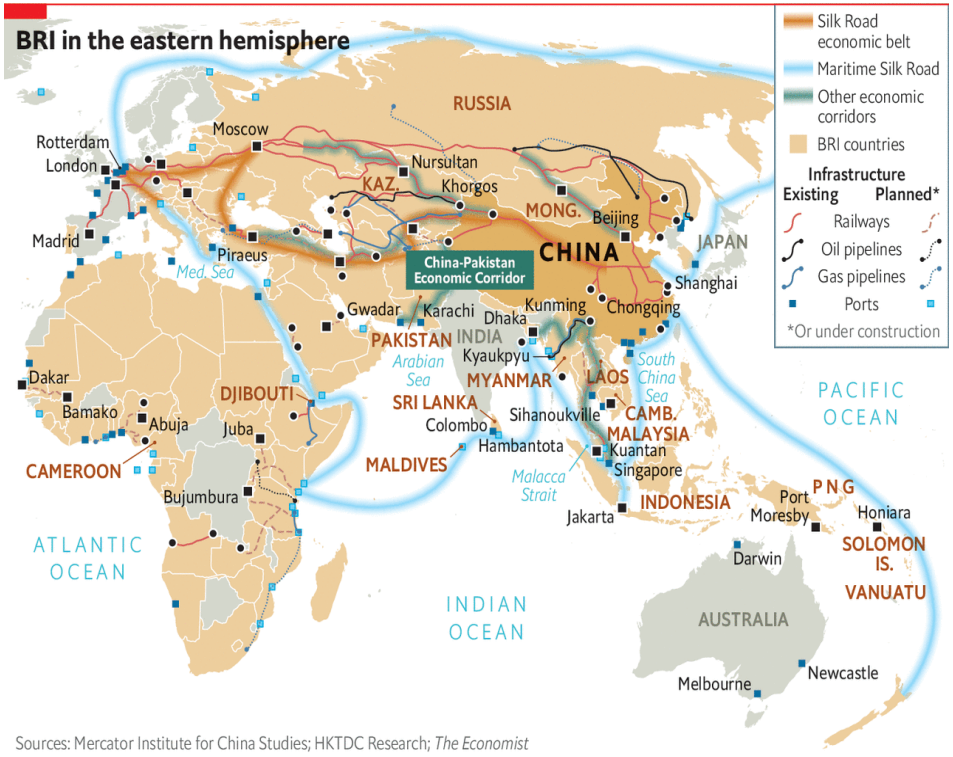 BRI in the eastern hemisphere
Silk Road
economic belt
Maritime Silk Road
Other economic
corridors
BRI countries
Infrastructure
Existing
Planned*
Railways
Oil pipelines
Gas pipelines
Ports
*Or under construction
RUSSIA
Moscow
Rotterdam
London
Nursultan
KAZ.
Khorgos
MONG.
Beijing
Madrid
Piraeus
Med. Sea
CHINA
JAPAN
China-Pakistan
Economic Corridor
Shanghai
Gwadar
Karachi
Kunming
Chongqing
Dhaka
PAKISTAN
INDIA
Arabian
Sea
Kyaukpyu
MYANMAR
LAOS
South
China
Sea
PACIFIC
OCEAN
Dakar
Bamako
Abuja
DJIBOUTI
Juba
SRI LANKA
Colombo
Hambantota
Sihanoukville
CAMB.
MALAYSIA
Kuantan
Singapore
CAMEROON
MALDIVES
Malacca
Strait
Bujumbura
Jakarta
INDONESIA
Port
Moresby
PNG
Honiara
SOLOMON
IS.
VANUATU
ATLANTIC
OCEAN
Darwin
INDIAN
OCEAN
AUSTRALIA
Newcastle
Melbourne
Sources: Mercator Institute for China Studies; HKTDC Research; The Economist